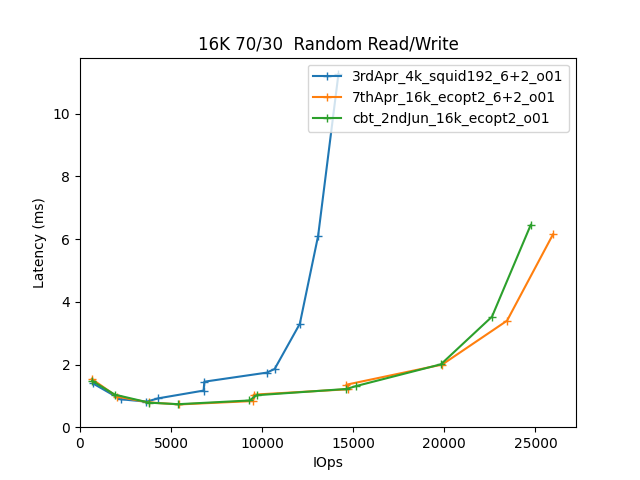 16K 70/30  Random Read/Write
3rdApr_4k_squid192_6+2_o01
7thApr_16k_ecopt2_6+2_o01
cbt_2ndJun_16k_ecopt2_o01
Latency (ms)
10
8
6
4
2
0
0 5000 10000 15000 20000 25000
IOps